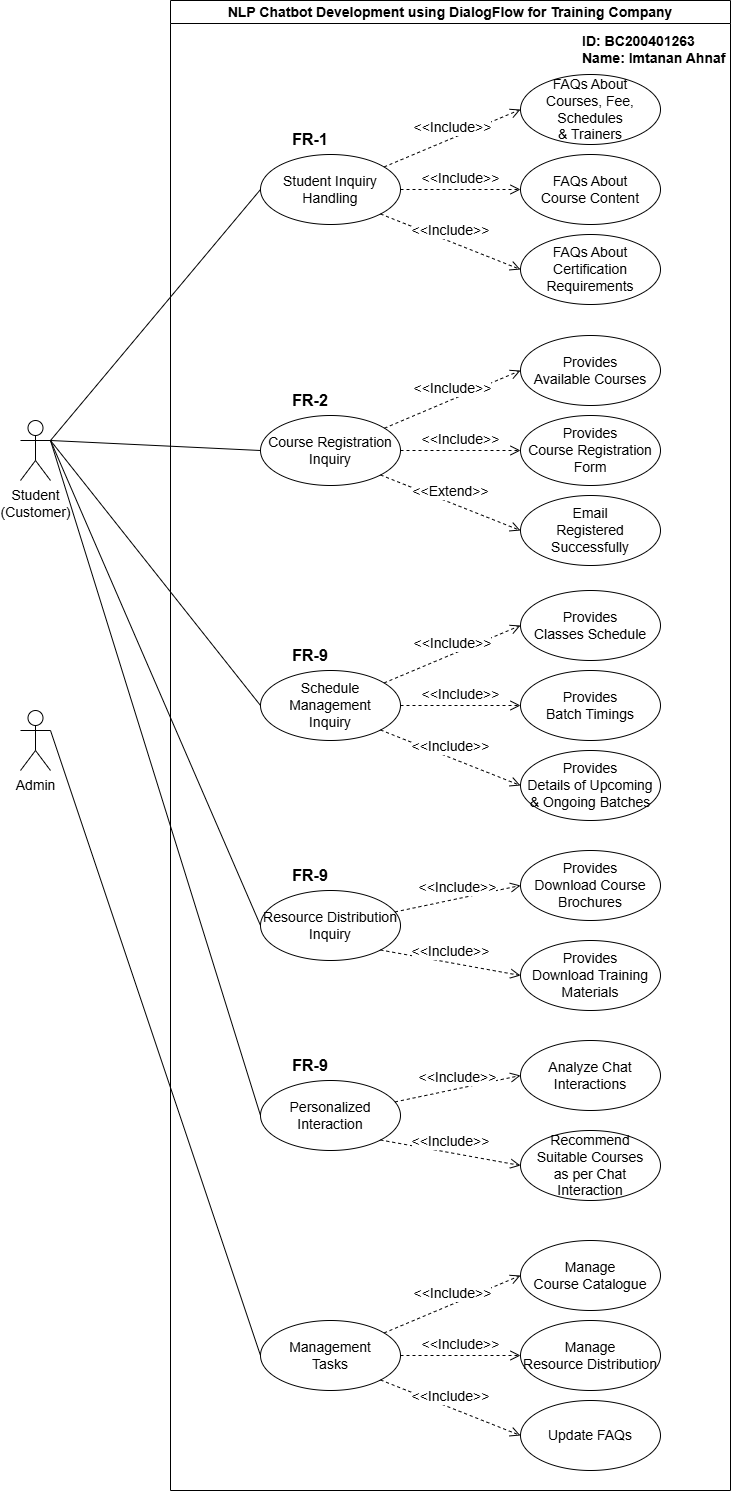 NLP Chatbot Development using DialogFlow for Training Company
ID: BC200401263
Name: Imtanan Ahnaf
FAQs About
Courses, Fee,
Schedules
& Trainers
<<Include>>
FR-1
Student Inquiry
Handling
<<Include>>
FAQs About
Course Content
<<Include>>
FAQs About
Certification
Requirements
Provides
Available Courses
<<Include>>
FR-2
Course Registration
Inquiry
<<Include>>
Provides
Course Registration
Form
<<Extend>>
Email
Registered
Successfully
Student
(Customer)
Provides
Classes Schedule
<<Include>>
FR-9
Schedule
Management
Inquiry
<<Include>>
Provides
Batch Timings
<<Include>>
Provides
Details of Upcoming
& Ongoing Batches
Admin
FR-9
Resource Distribution
Inquiry
<<Include>>
Provides
Download Course
Brochures
<<Include>>
Provides
Download Training
Materials
FR-9
Personalized
Interaction
<<Include>>
Analyze Chat
Interactions
<<Include>>
Recommend
Suitable Courses
as per Chat
Interaction
Manage
Course Catalogue
<<Include>>
Management
Tasks
<<Include>>
Manage
Resource Distribution
<<Include>>
Update FAQs